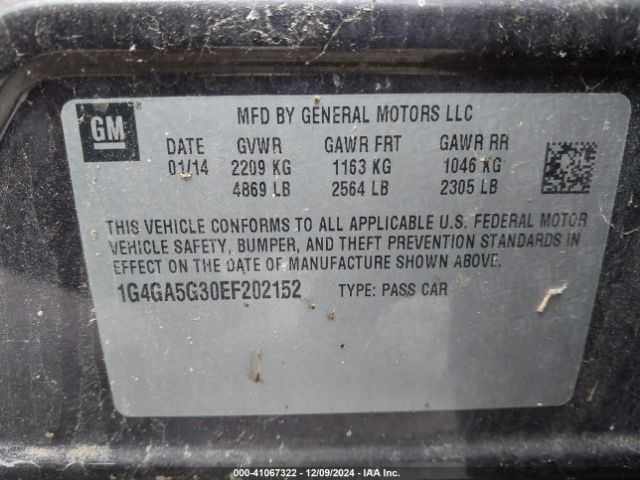 GM
MFD BY GENERAL MOTORS LLC
DATE GVWR GAWR FRT GAWR RR
01/14 2209 KG 1163 KG 1046 KG
4869 LB 2564 LB 2305 LB
THIS VEHICLE CONFORMS TO ALL APPLICABLE U.S. FEDERAL MOTOR
VEHICLE SAFETY, BUMPER, AND THEFT PREVENTION STANDARDS IN
EFFECT ON THE DATE OF MANUFACTURE SHOWN ABOVE.
1G4GA5G30EF202152 TYPE: PASS CAR
000-41067322 - 12/09/2024 - IAA Inc.